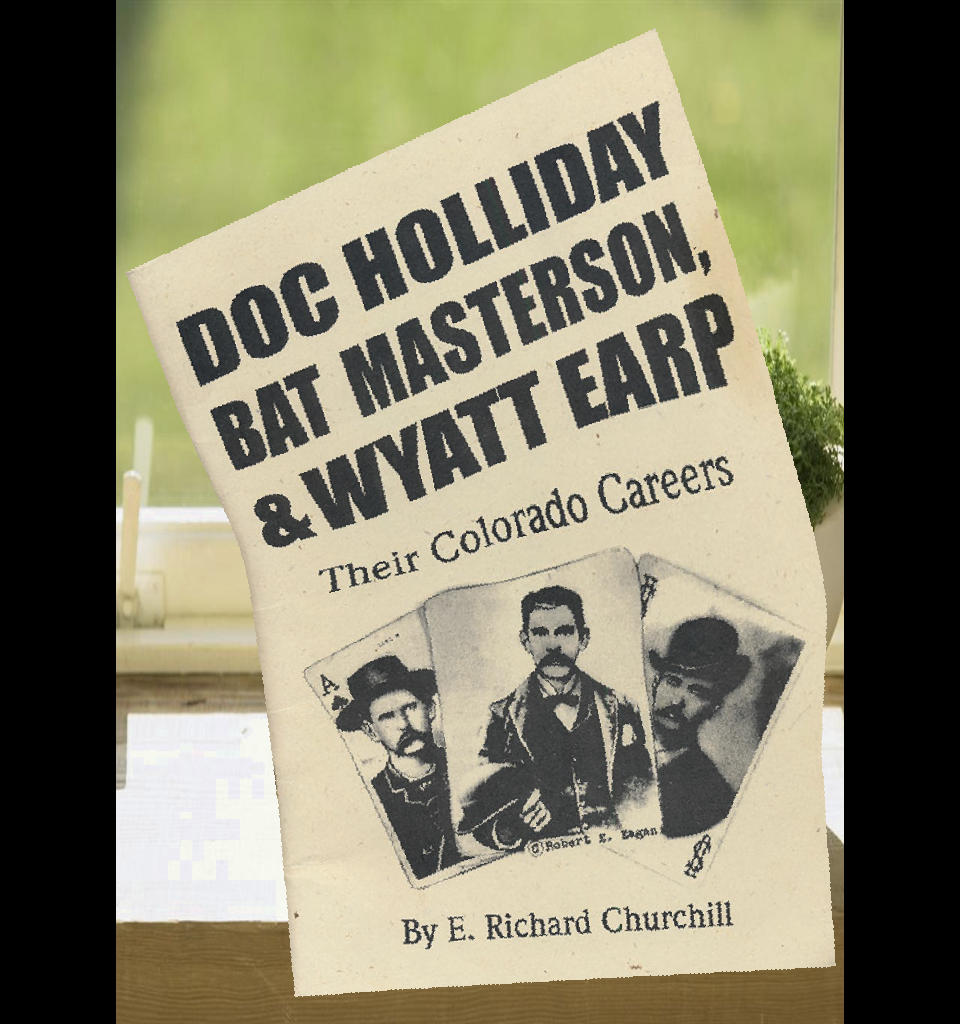 DOC HOLLIDAY
BAT MASTERSON,
& WYATT EARP
Their Colorado Careers
A
©Robert E. Eagan
By E. Richard Churchill